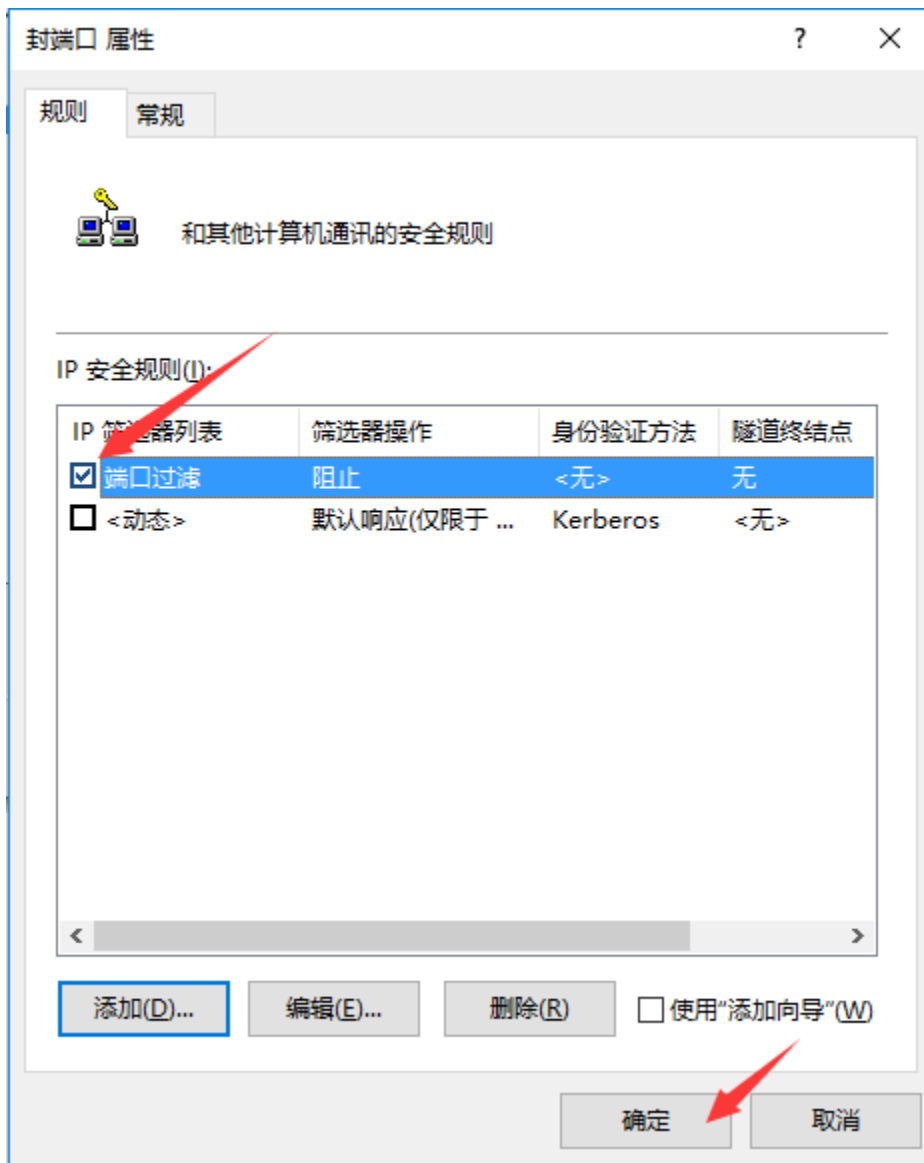 封端口 属性
规则 常规
和其他计算机通讯的安全规则
IP 安全规则(I):
IP 筛选器列表 筛选器操作 身份验证方法 隧道终结点
端口过滤 阻止 <无> 无
<动态> 默认响应(仅限于 ... Kerberos <无>
添加(D)... 编辑(E)... 删除(R) 使用“添加向导”(W)
确定 取消